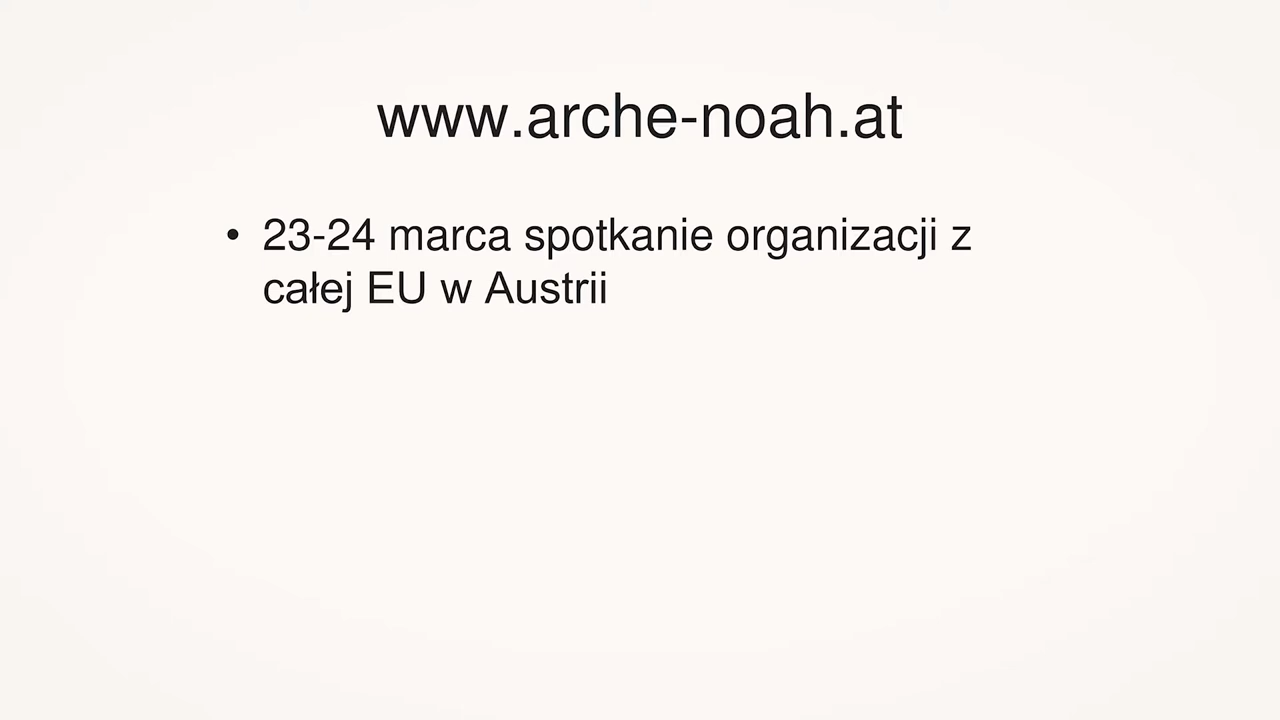 www.arche-noah.at
• 23-24 marca spotkanie organizacji z
całej EU w Austrii